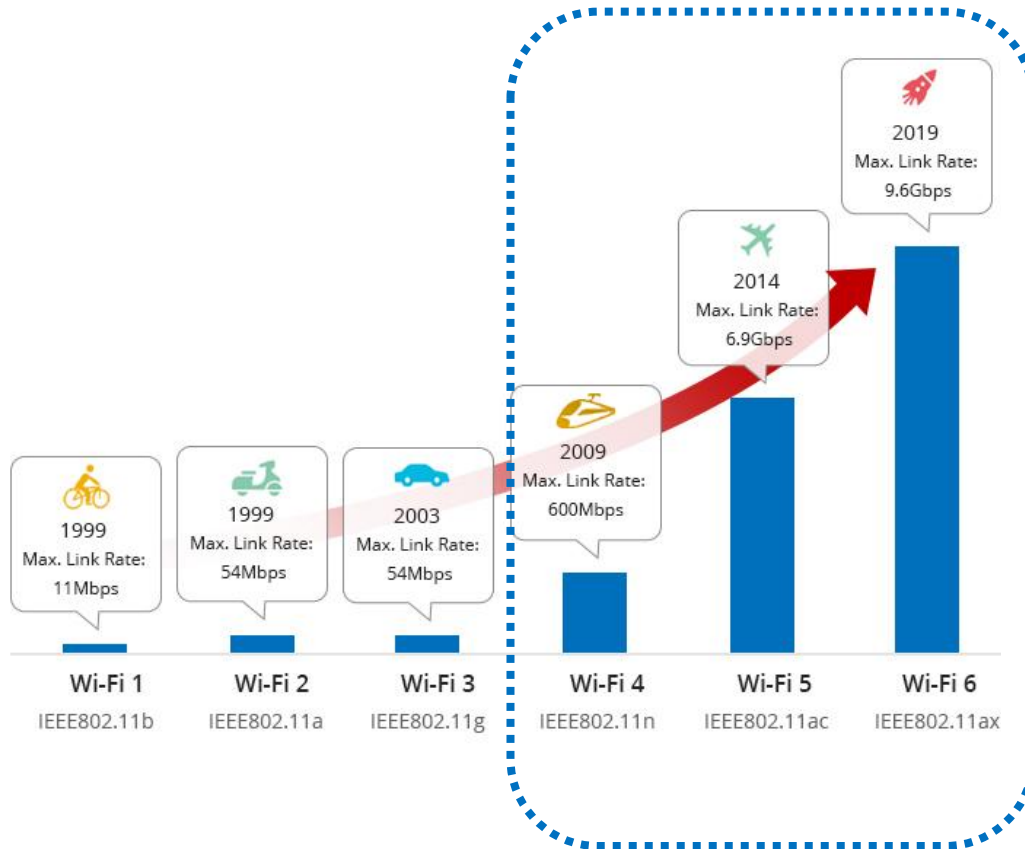 1999
Max. Link Rate:
11Mbps
1999
Max. Link Rate:
54Mbps
2003
Max. Link Rate:
54Mbps
2009
Max. Link Rate:
600Mbps
2014
Max. Link Rate:
6.9Gbps
2019
Max. Link Rate:
9.6Gbps
Wi-Fi 1
IEEE802.11b
Wi-Fi 2
IEEE802.11a
Wi-Fi 3
IEEE802.11g
Wi-Fi 4
IEEE802.11n
Wi-Fi 5
IEEE802.11ac
Wi-Fi 6
IEEE802.11ax